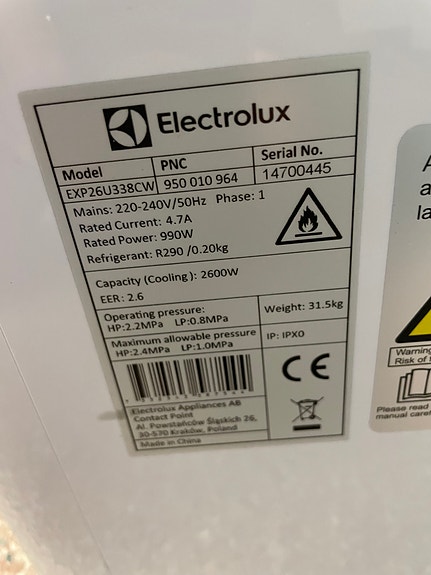 Electrolux
Model PNC Serial No.
EXP26U338CW 950 010 964 14700445
Mains: 220-240V/50Hz Phase: 1
Rated Current: 4.7A
Rated Power: 990W
Refrigerant: R290 /0.20kg
Capacity (Cooling): 2600W
EER: 2.6
Operating pressure:
HP:2.2MPa LP:0.8MPa
Weight: 31.5kg
Maximum allowable pressure
HP:2.4MPa LP:1.0MPa
IP: IPX0
CE
Electrolux Appliances AB
Contact Point
Al. Powstańców Śląskich 26,
30-570 Kraków, Poland
Made in China
A
a
la
Warning
Risk of
Please read
manual care